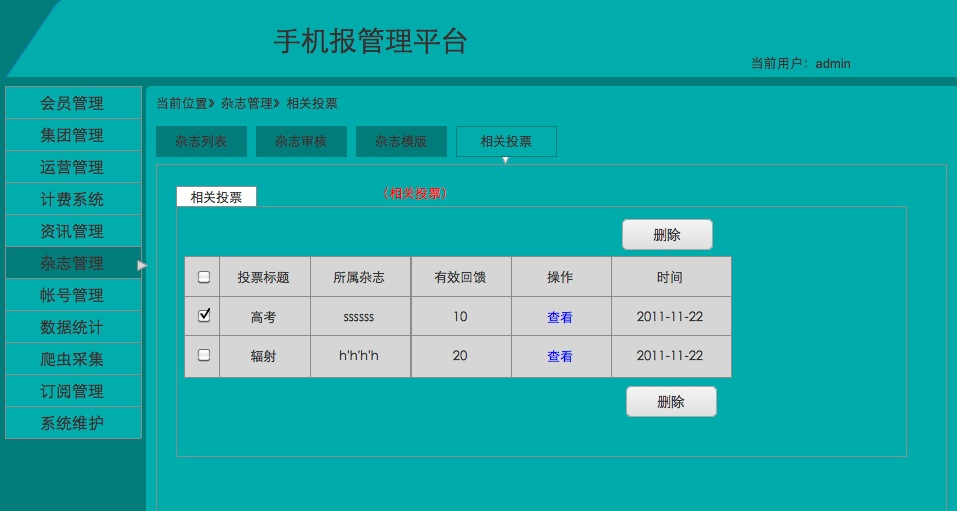 手机报管理平台
当前用户：admin
会员管理
集团管理
运营管理
计费系统
资讯管理
杂志管理
帐号管理
数据统计
爬虫采集
订阅管理
系统维护
当前位置》杂志管理》相关投票
杂志列表 杂志审核 杂志模版 相关投票
相关投票 （相关投票）
删除
投票标题 所属杂志 有效回馈 操作 时间
高考 ssssss 10 查看 2011-11-22
辐射 h'h'h'h 20 查看 2011-11-22
删除